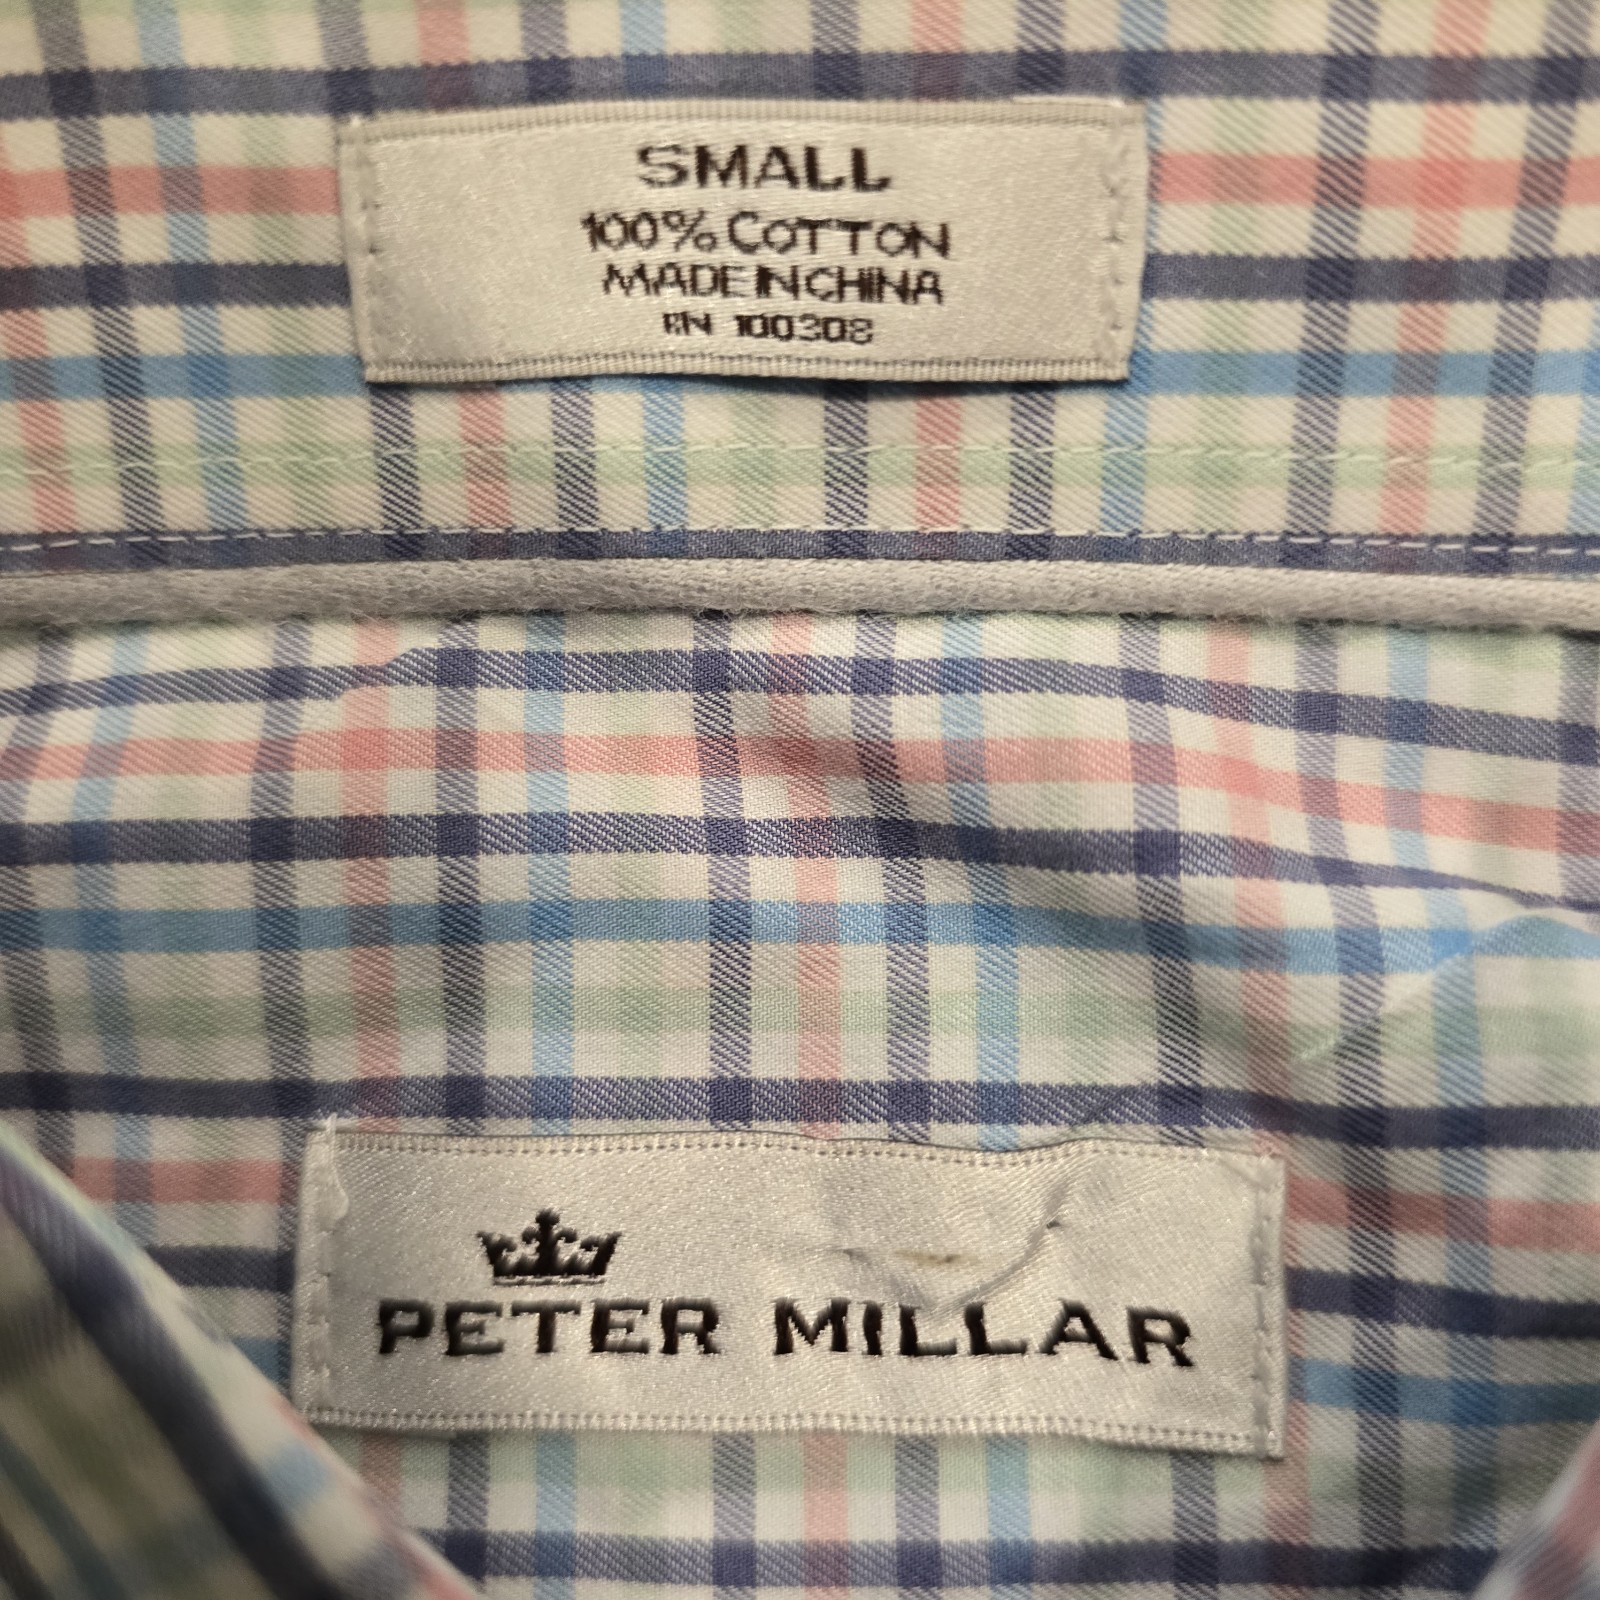 SMALL
100% COTTON
MADE IN CHINA
RN 100308
PETER MILLAR